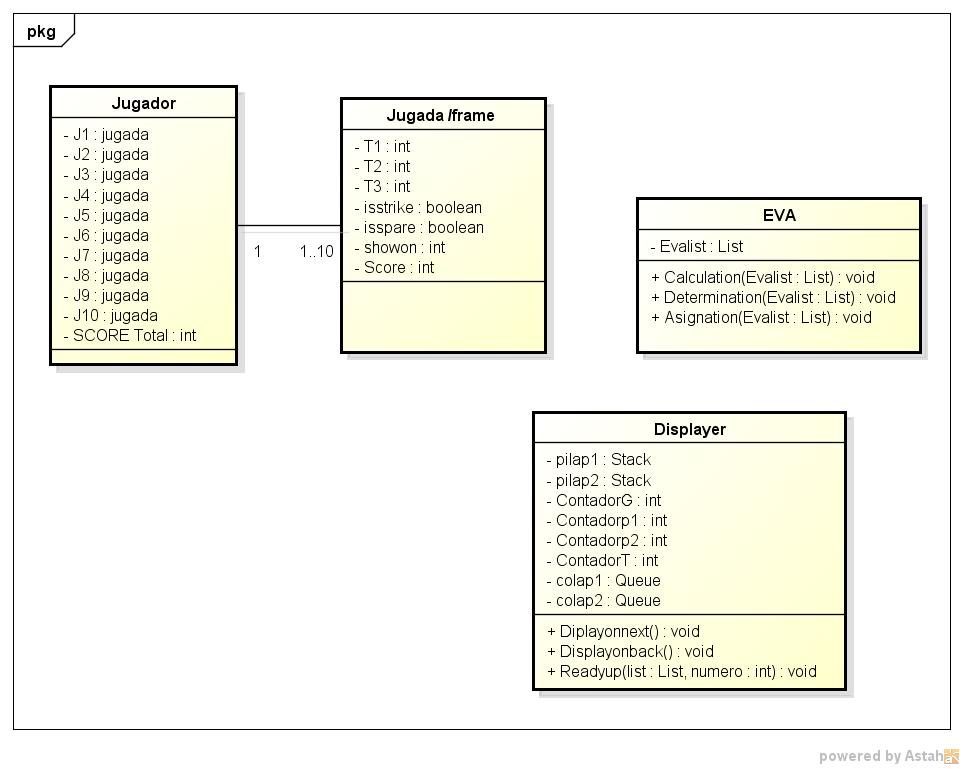 pkg
Jugador
- J1 : jugada
- J2 : jugada
- J3 : jugada
- J4 : jugada
- J5 : jugada
- J6 : jugada
- J7 : jugada
- J8 : jugada
- J9 : jugada
- J10 : jugada
- SCORE Total : int
1
1..10
Jugada /frame
- T1 : int
- T2 : int
- T3 : int
- isstrike : boolean
- isspare : boolean
- showon : int
- Score : int
EVA
- Evalist : List
+ Calculation(Evalist : List) : void
+ Determination(Evalist : List) : void
+ Asignation(Evalist : List) : void
Displayer
- pilap1 : Stack
- pilap2 : Stack
- ContadorG : int
- Contadorp1 : int
- Contadorp2 : int
- ContadorT : int
- colap1 : Queue
- colap2 : Queue
+ Diplayonnext() : void
+ Displayonback() : void
+ Readyup(list : List, numero : int) : void
powered by Astah